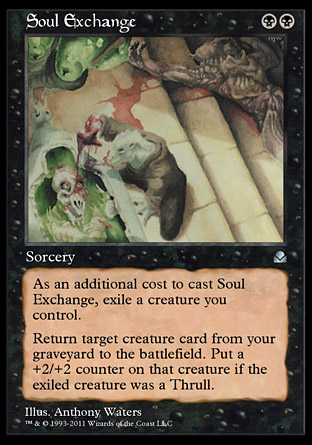 Soul Exchange
Sorcery
As an additional cost to cast Soul
Exchange, exile a creature you
control.
Return target creature card from your
graveyard to the battlefield. Put a
+2/+2 counter on that creature if the
exiled creature was a Thrull.
Illus. Anthony Waters
™ & © 1993-2011 Wizards of the Coast LLC